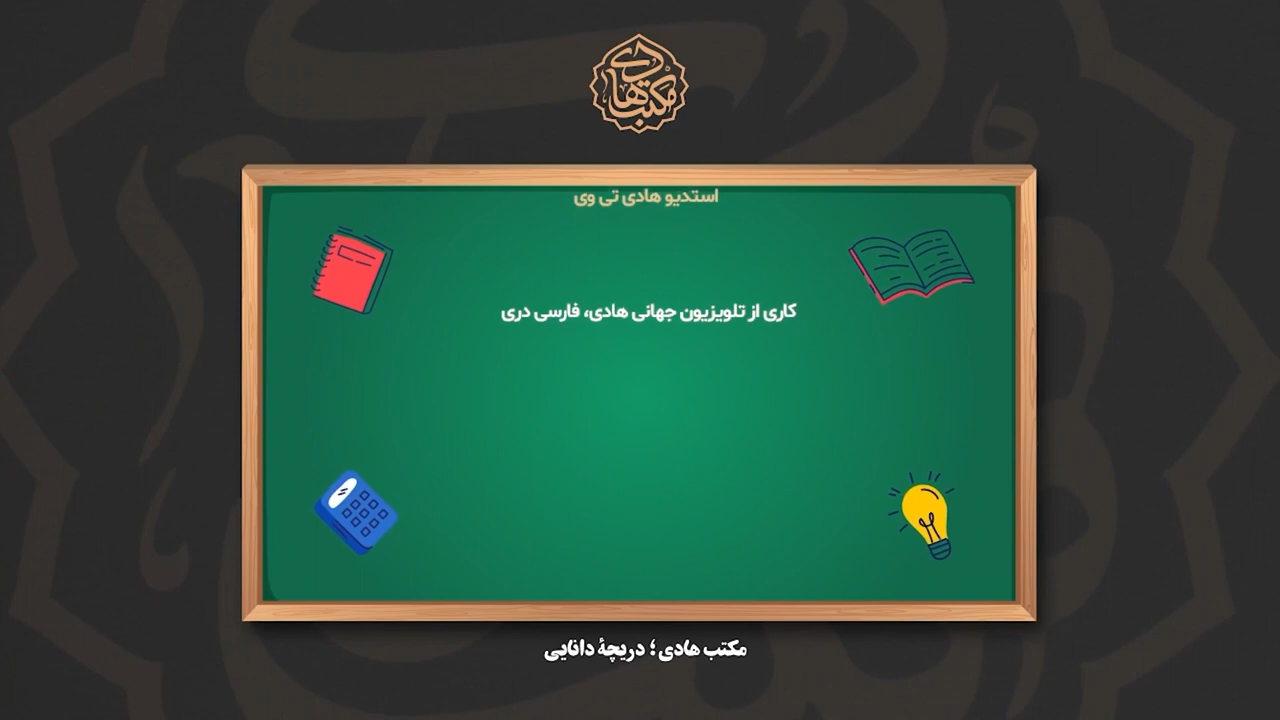 مکتب هادی
استدیو هادی تی وی
کاری از تلویزیون جهانی هادی، فارسی دری
مکتب هادی؛ دریچهٔ دانایی